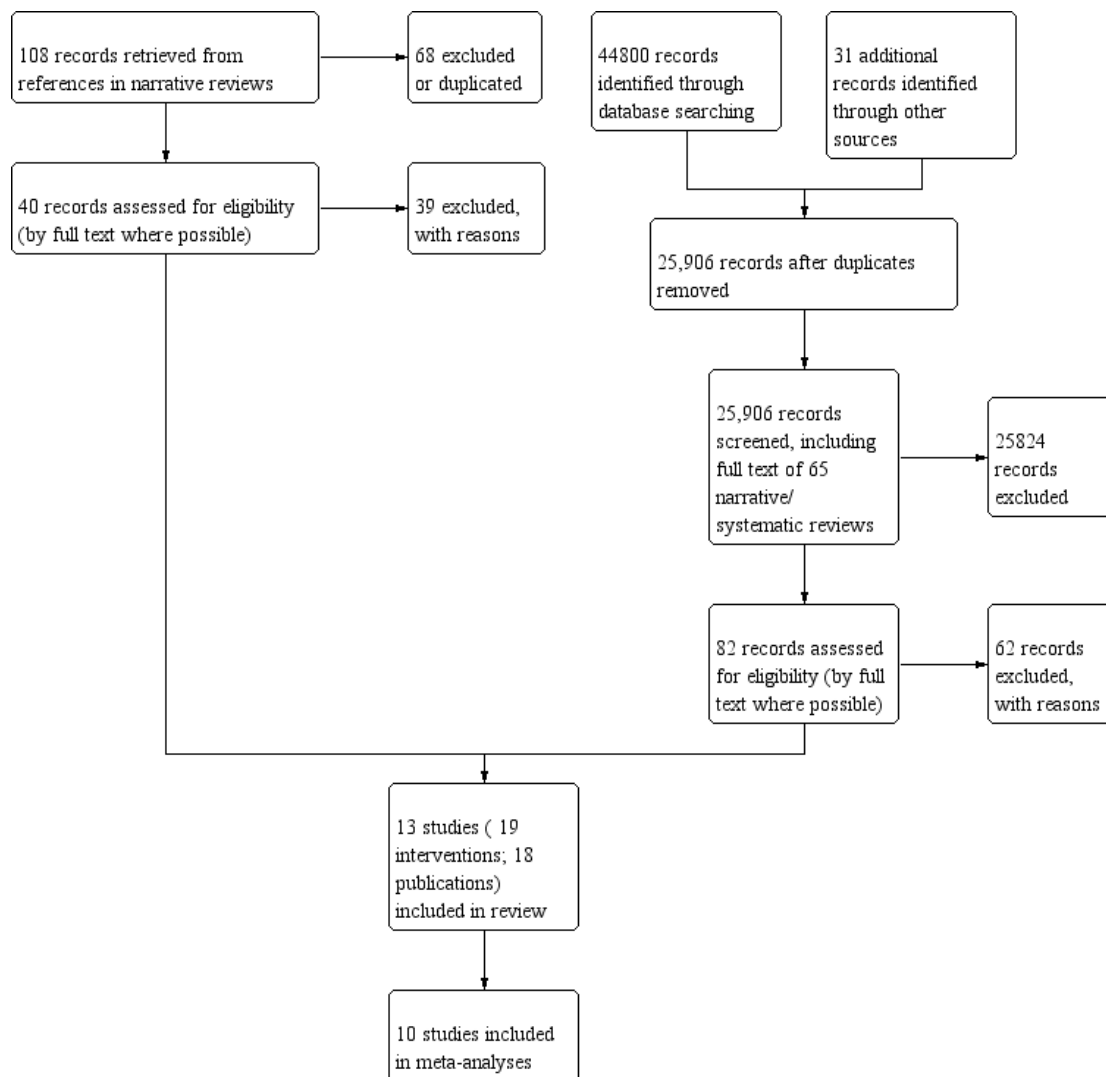 108 records retrieved from
references in narrative reviews
68 excluded
or duplicated
44800 records
identified through
database searching
31 additional
records identified
through other
sources
40 records assessed for eligibility
(by full text where possible)
39 excluded,
with reasons
25,906 records after duplicates
removed
25,906 records
screened, including
full text of 65
narrative/
systematic reviews
25824
records
excluded
82 records assessed
for eligibility (by full
text where possible)
62 records
excluded,
with reasons
13 studies ( 19
interventions; 18
publications)
included in review
10 studies included
in meta-analyses